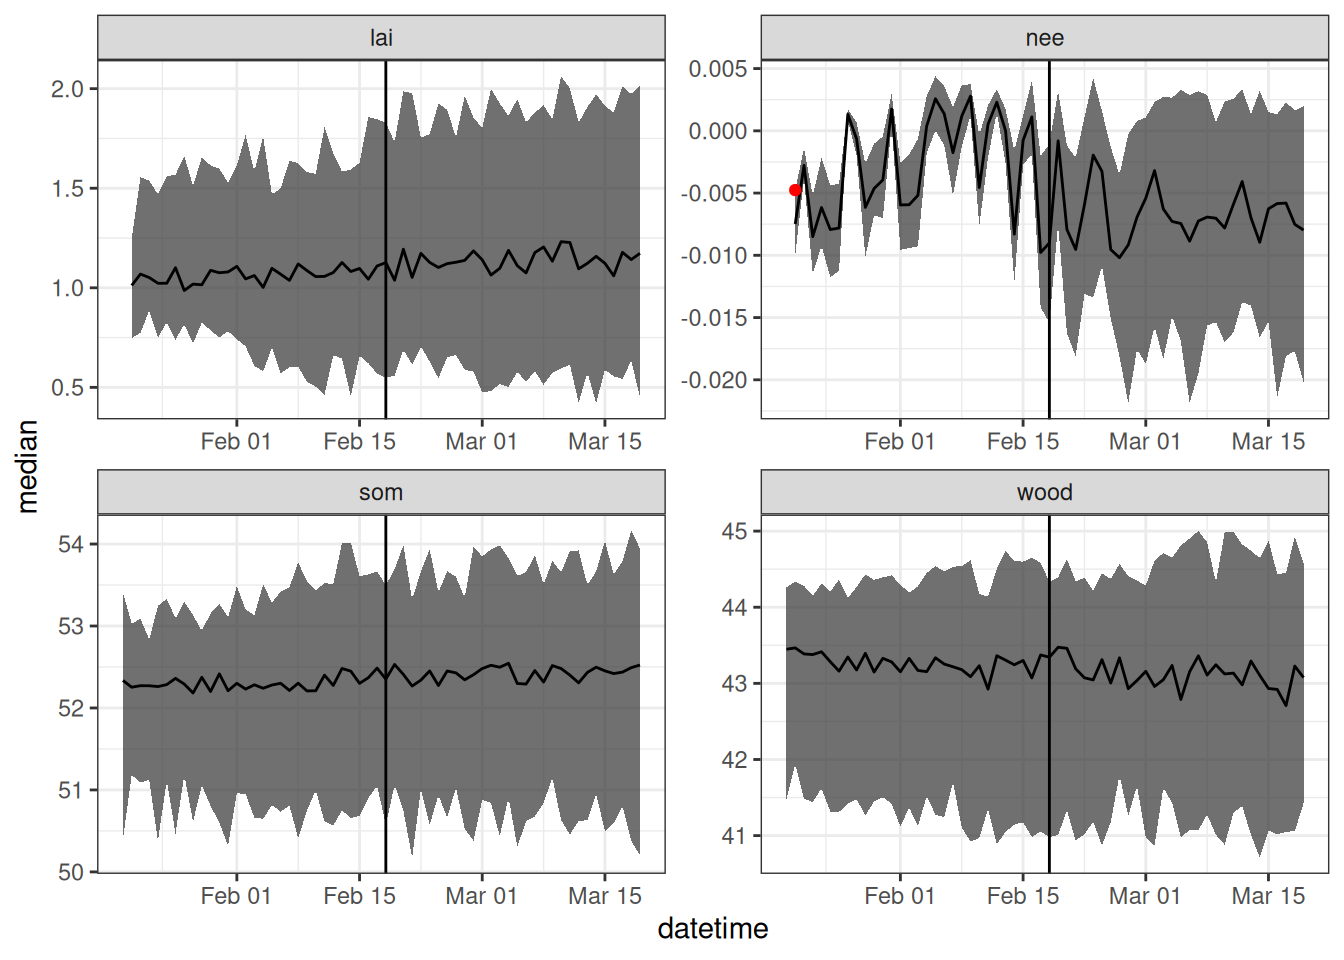 lai
nee
2.0
1.5
1.0
0.5
0.005
0.000
-0.005
-0.010
-0.015
-0.020
Feb 01 Feb 15 Mar 01 Mar 15
Feb 01 Feb 15 Mar 01 Mar 15
median
som
wood
54
53
52
51
50
45
44
43
42
41
Feb 01 Feb 15 Mar 01 Mar 15
Feb 01 Feb 15 Mar 01 Mar 15
datetime